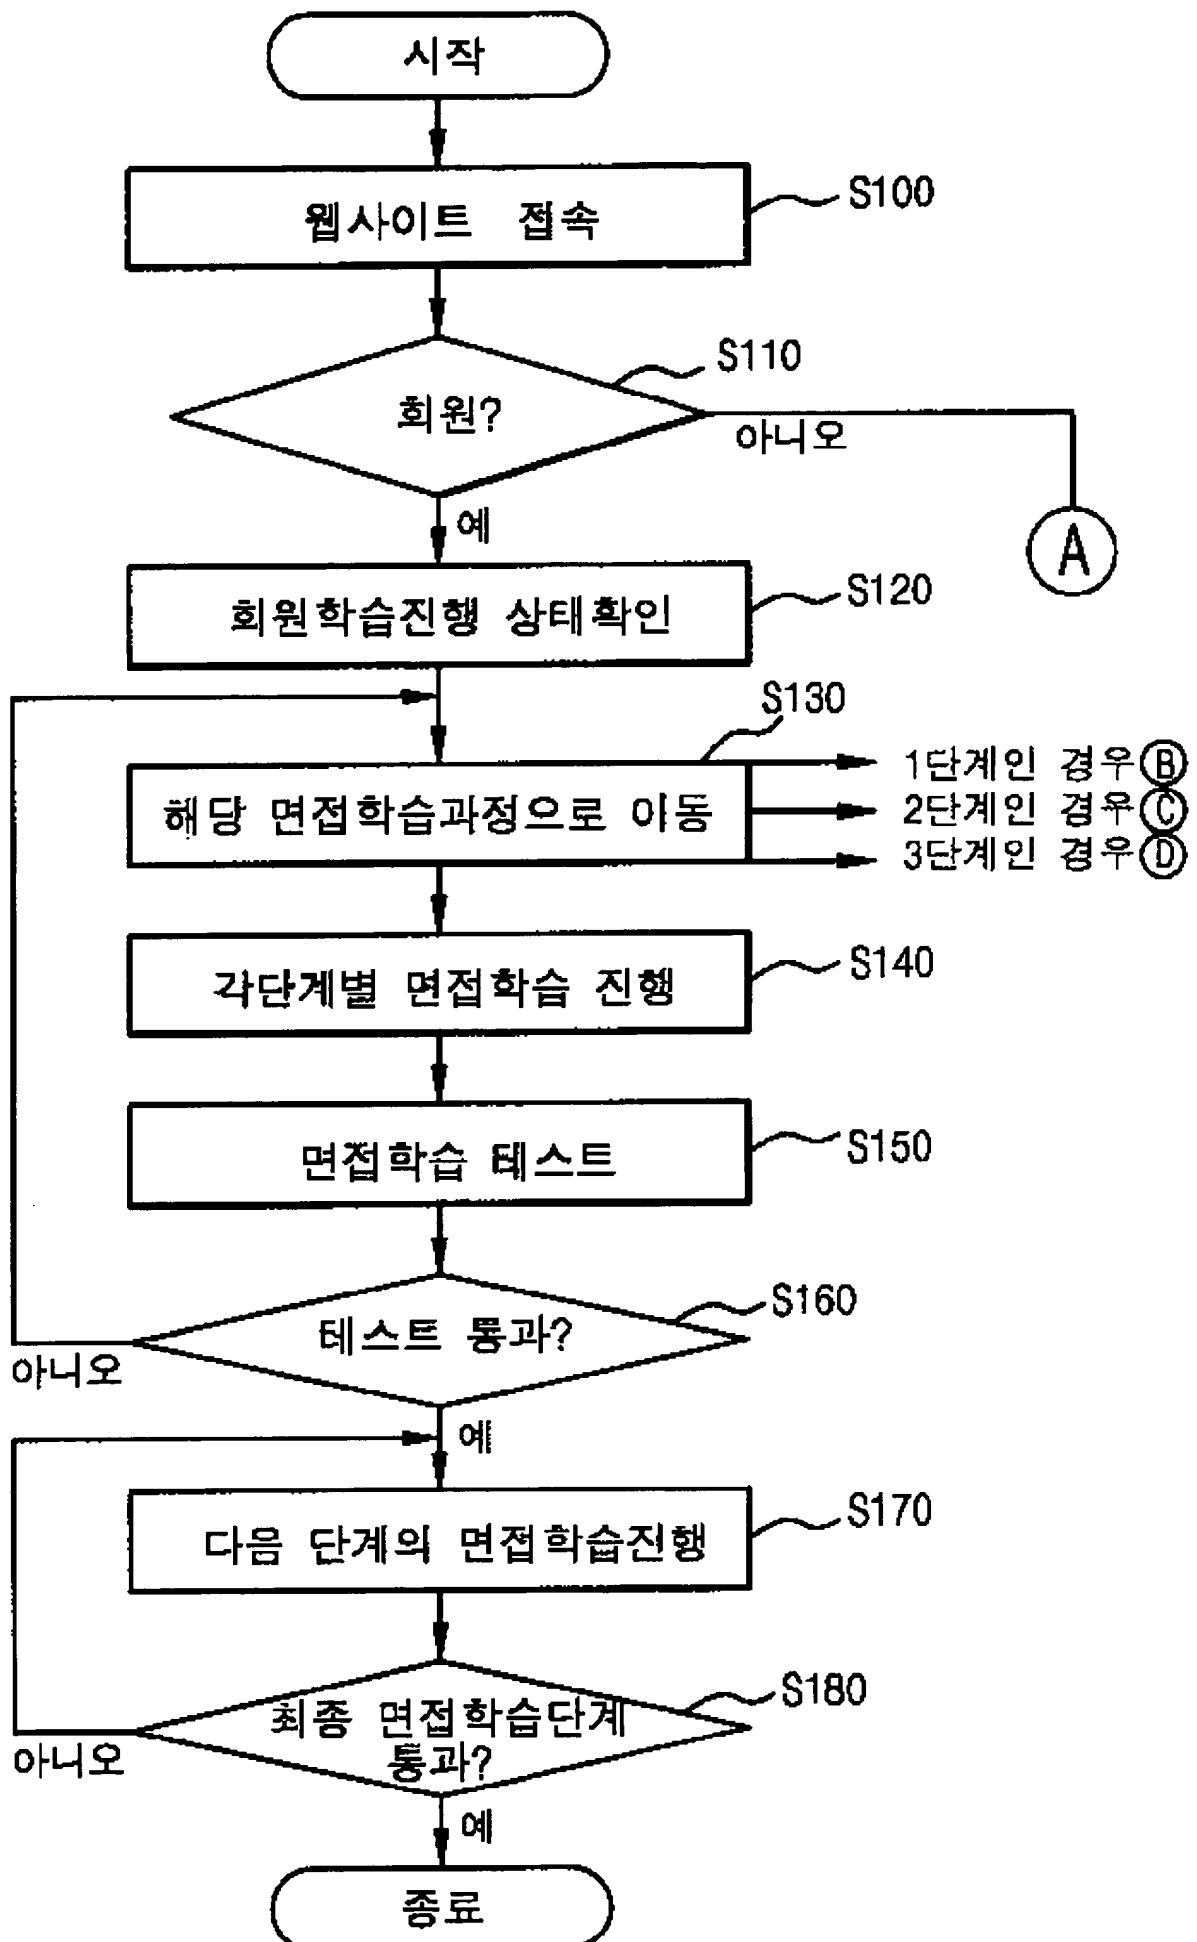 시작
웹사이트 접속
S100
S110
회원?
아니오
A
예
회원학습진행 상태확인
S120
S130
해당 면접학습과정으로 이동
1단계인 경우 B
2단계인 경우 C
3단계인 경우 D
각단계별 면접학습 진행
S140
면접학습 테스트
S150
S160
테스트 통과?
아니오
예
다음 단계의 면접학습진행
S170
S180
최종 면접학습단계
통과?
아니오
예
종료